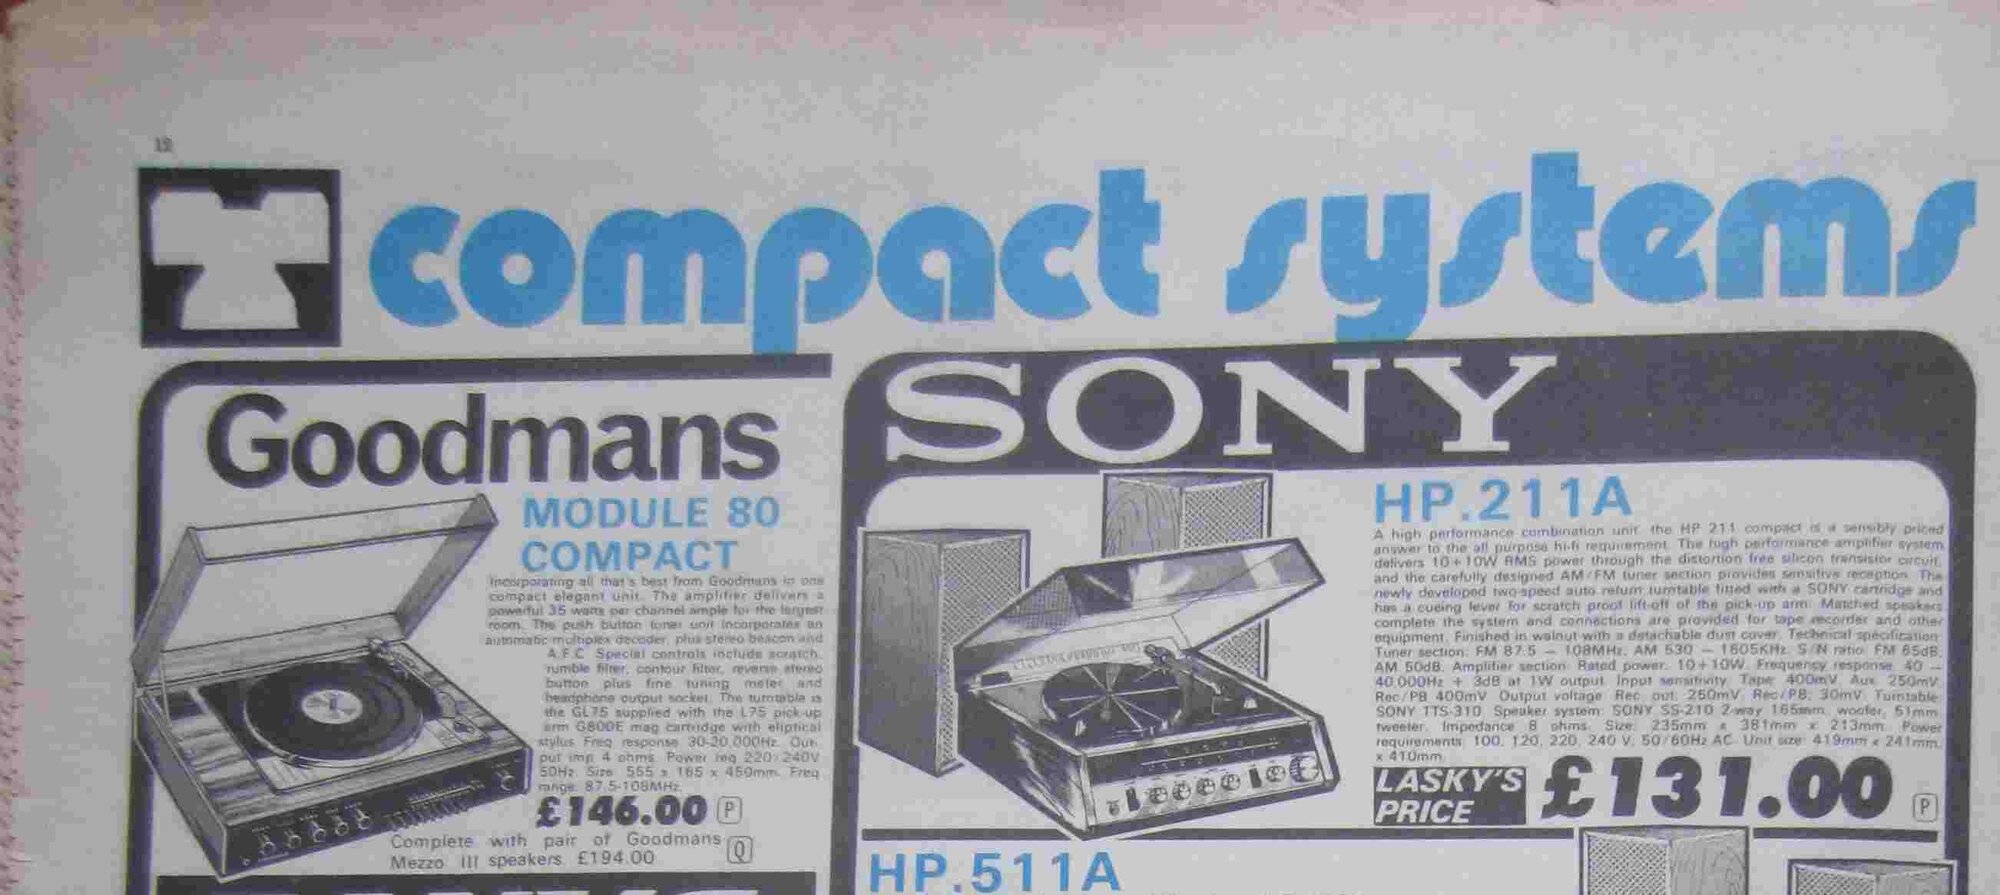 12
compact systems
Goodmans
MODULE 80
COMPACT
Incorporating all that's best from Goodmans in one
compact elegant unit. The amplifier delivers a
powerful 35 watts per channel ample for the largest
room. The push button tuner unit incorporates an
automatic multiplex decoder, plus stereo beacon and
A.F.C. Special controls include scratch,
rumble filter, contour filter, reverse stereo
button plus fine tuning meter and
headphone output socket. The turntable is
the GL75 supplied with the L75 pick-up
arm G800E mag cartridge with eliptical
stylus Freq response 30-20,000Hz. Out-
put imp 4 ohms. Power req 220/240V
50Hz. Size 555 x 165 x 450mm. Freq
range: 87.5-108MHz.
£146.00 P
Complete with pair of Goodmans
Mezzo III speakers. £194.00 Q
SONY
HP.211A
A high performance combination unit, the HP 211 compact is a sensibly priced
answer to the all purpose hi-fi requirement. The high performance amplifier system
delivers 10+10W RMS power through the distortion free silicon transistor circuit,
and the carefully designed AM/FM tuner section provides sensitive reception. The
newly developed two-speed auto return turntable fitted with a SONY cartridge and
has a cueing lever for scratch proof lift-off of the pick-up arm. Matched speakers
complete the system and connections are provided for tape recorder and other
equipment. Finished in walnut with a detachable dust cover. Technical specification:
Tuner section: FM 87.5 – 108MHz. AM 530 – 1605KHz. S/N ratio: FM 65dB.
AM 50dB. Amplifier section: Rated power: 10+10W. Frequency response 40 –
40,000Hz + 3dB at 1W output. Input sensitivity: Tape 400mV. Aux. 250mV.
Rec/PB 400mV Output voltage Rec. out: 250mV. Rec/PB: 30mV. Turntable:
SONY TTS-310 Speaker system: SONY SS-210 2-way 165mm, woofer, 51mm
tweeter. Impedance 8 ohms. Size: 235mm x 381mm x 213mm. Power
requirements: 100, 120, 220, 240 V, 50/60Hz AC. Unit size: 419mm x 241mm,
x 410mm.
LASKY'S
PRICE £131.00 P
HP.511A